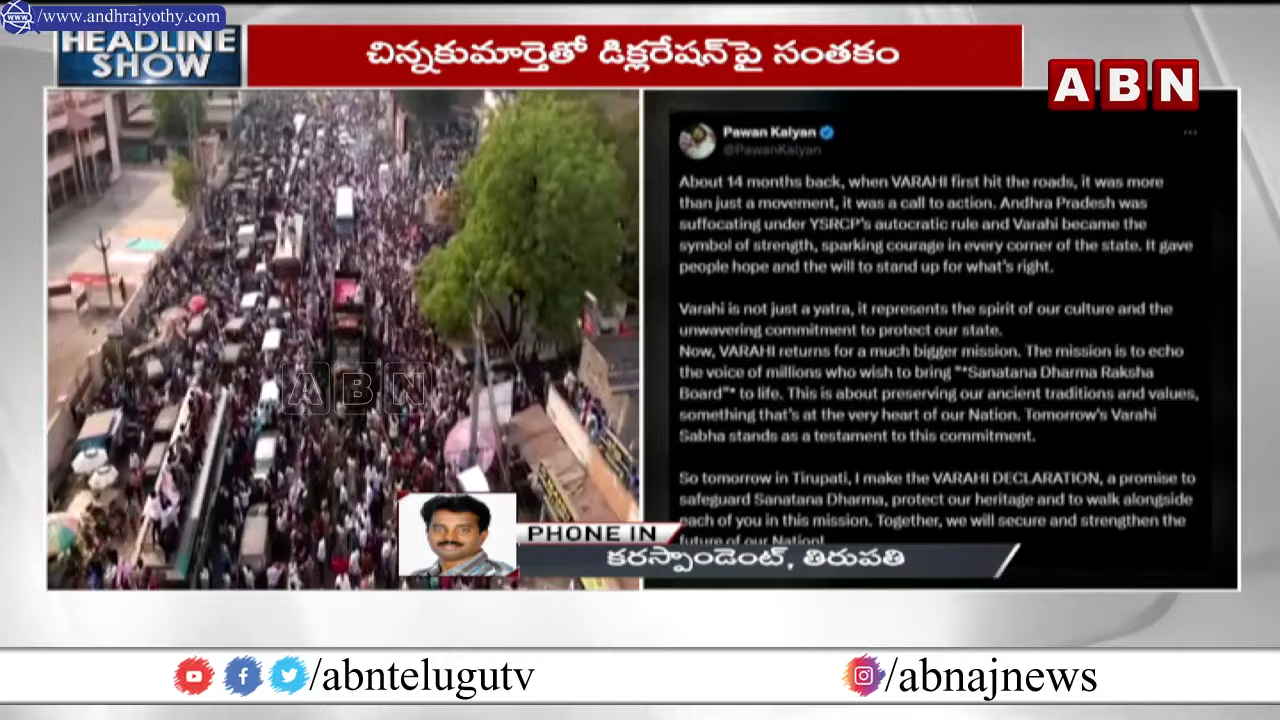 /www.andhrajyothy.com
HEADLINE
SHOW
చిన్నకుమార్తెతో డిక్లరేషన్‌పై సంతకం
ABN
Pawan Kalyan
@PawanKalyan
About 14 months back, when VARAHI first hit the roads, it was more
than just a movement, it was a call to action. Andhra Pradesh was
suffocating under YSRCP's autocratic rule and Varahi became the
symbol of strength, sparking courage in every corner of the state. It gave
people hope and the will to stand up for what's right.
Varahi is not just a yatra, it represents the spirit of our culture and the
unwavering commitment to protect our state.
Now, VARAHI returns for a much bigger mission. The mission is to echo
the voice of millions who wish to bring "*Sanatana Dharma Raksha
Board"* to life. This is about preserving our ancient traditions and values,
something that's at the very heart of our Nation. Tomorrow's Varahi
Sabha stands as a testament to this commitment.
So tomorrow in Tirupati, I make the VARAHI DECLARATION, a promise to
safeguard Sanatana Dharma, protect our heritage and to walk alongside
each of you in this mission. Together, we will secure and strengthen the
future of our Nation!
ABN
PHONE IN
కరస్పాండెంట్, తిరుపతి
/abntelugutv
/abnajnews